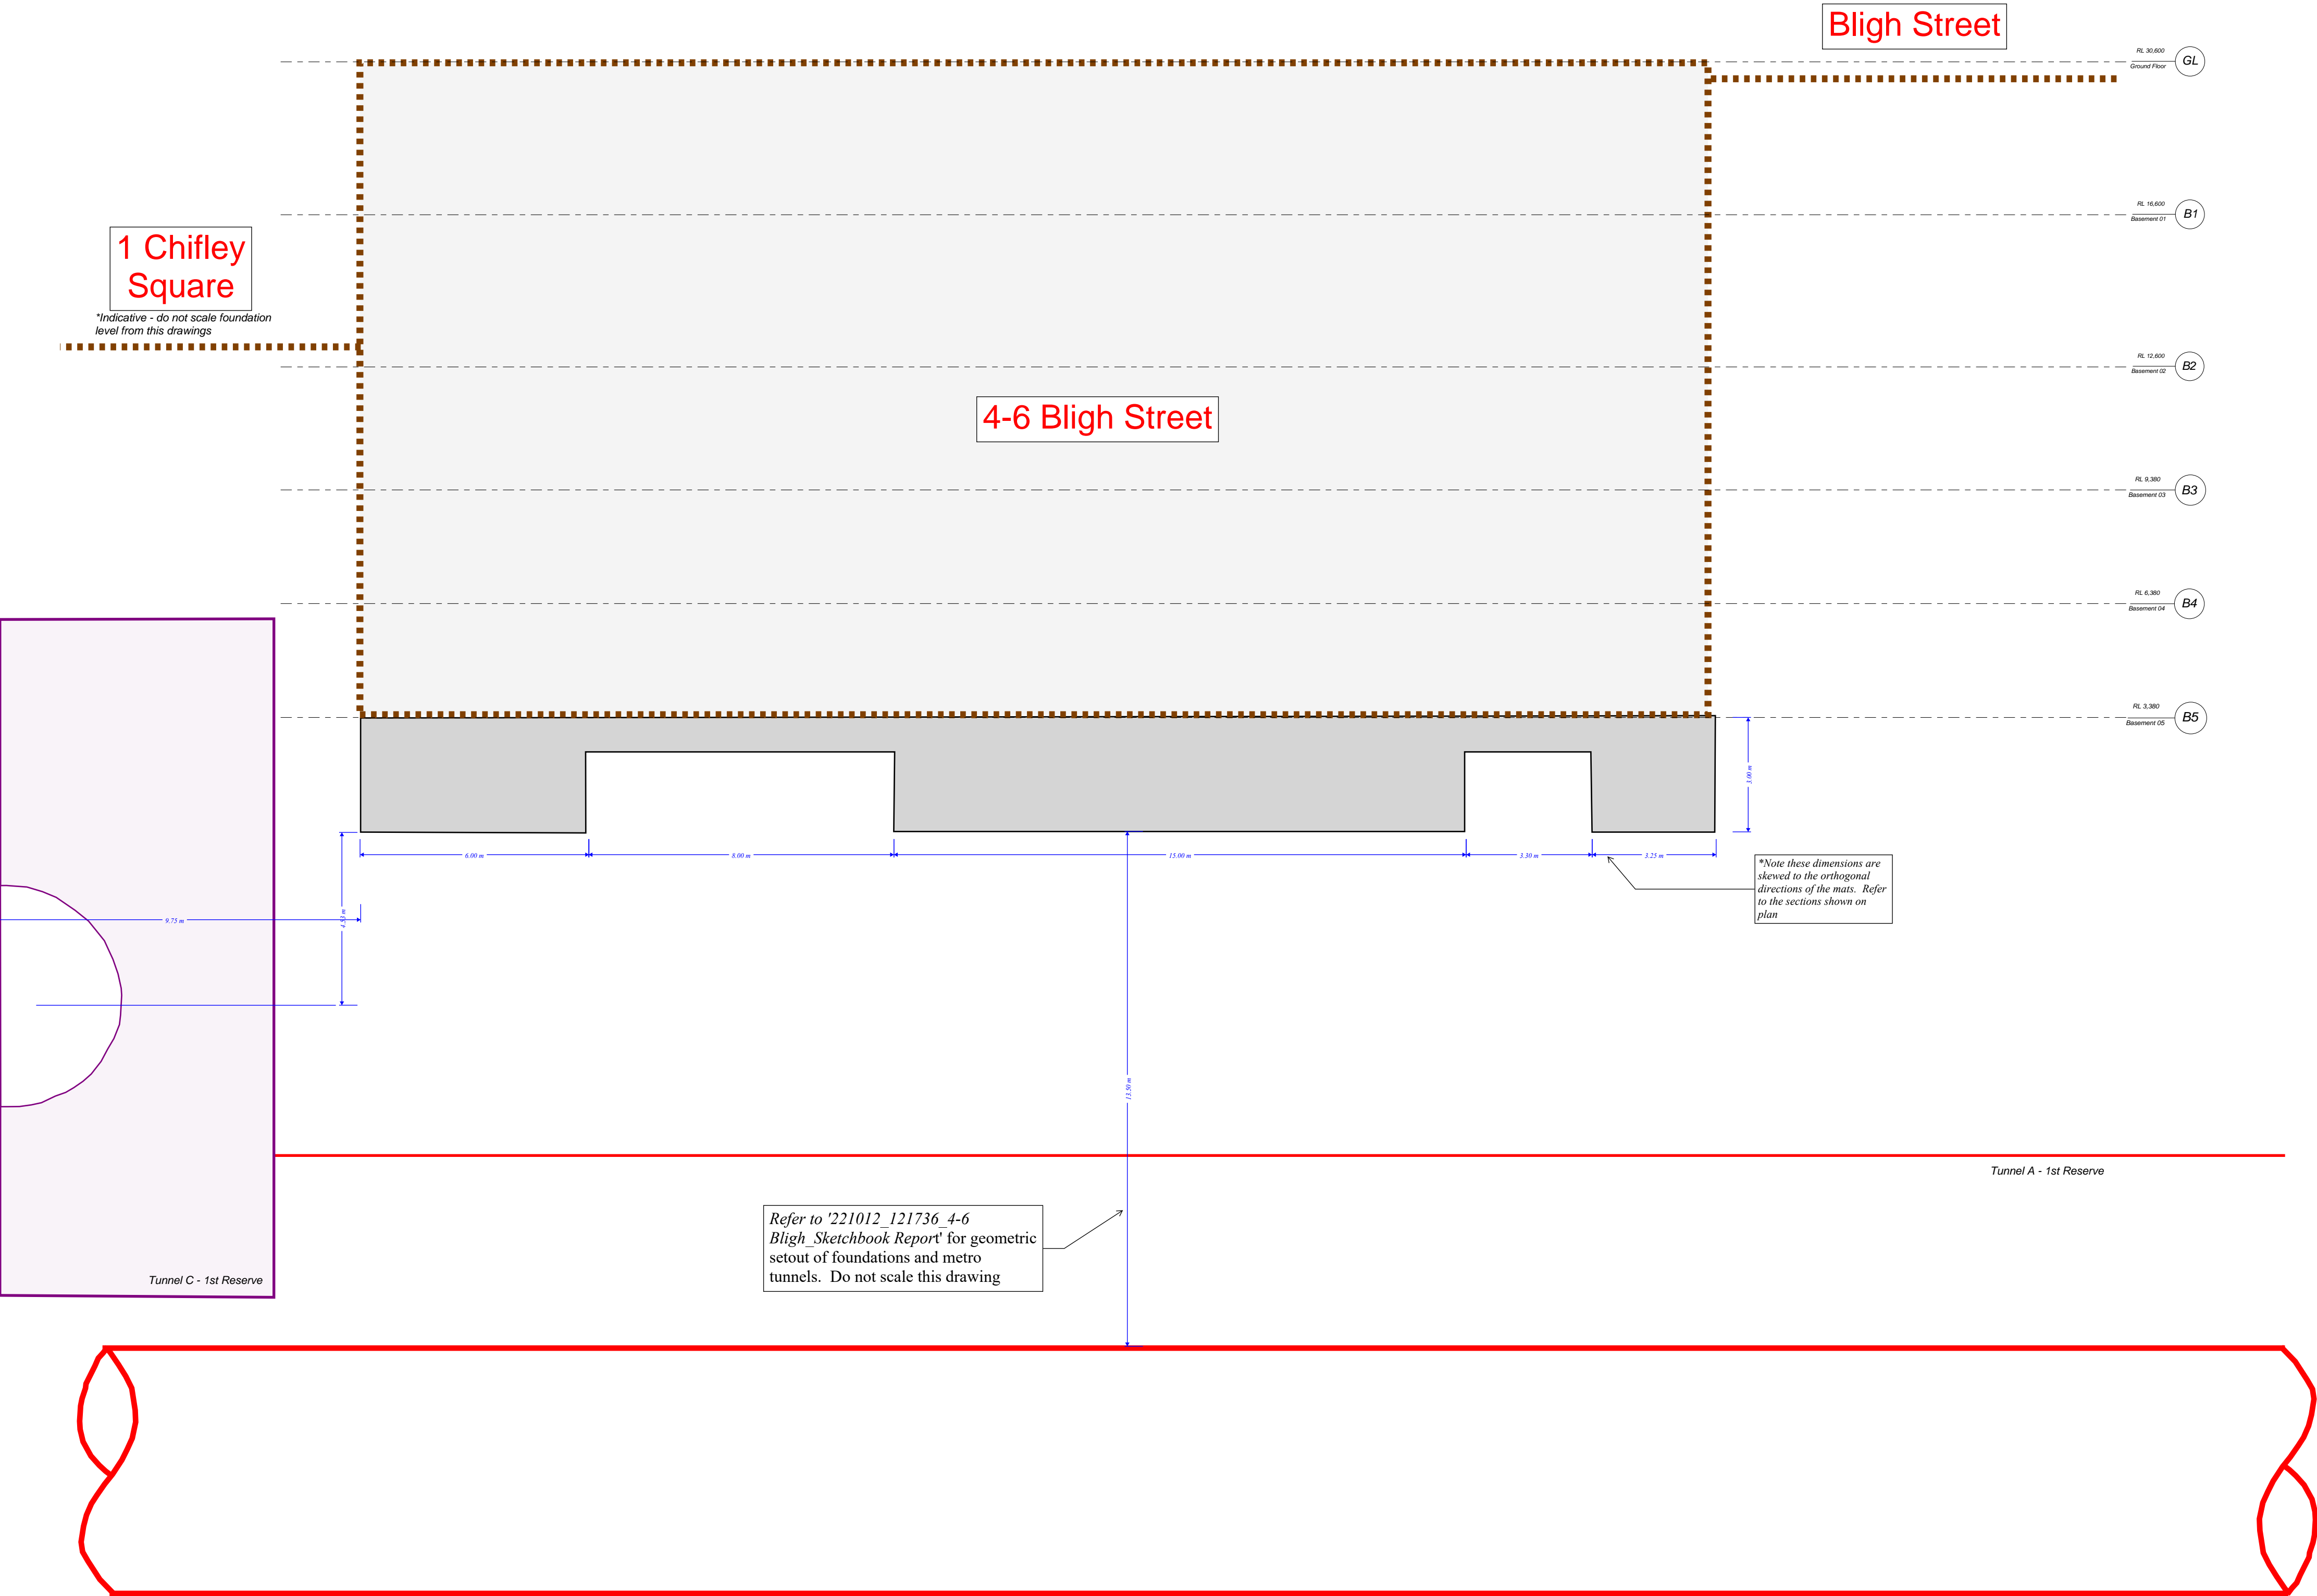 Bligh Street
RL 30,600
Ground Floor
GL
RL 16,600
Basement 01
B1
1 Chifley
Square
*Indicative - do not scale foundation
level from this drawings
RL 12,600
Basement 02
B2
4-6 Bligh Street
RL 9,380
Basement 03
B3
RL 6,380
Basement 04
B4
RL 3,380
Basement 05
B5
3.00 m
6.00 m
8.00 m
15.00 m
3.30 m
3.25 m
*Note these dimensions are
skewed to the orthogonal
directions of the mats. Refer
to the sections shown on
plan
9.75 m
4.53 m
13.50 m
Tunnel A - 1st Reserve
Refer to '221012_121736_4-6
Bligh_Sketchbook Report' for geometric
setout of foundations and metro
tunnels. Do not scale this drawing
Tunnel C - 1st Reserve